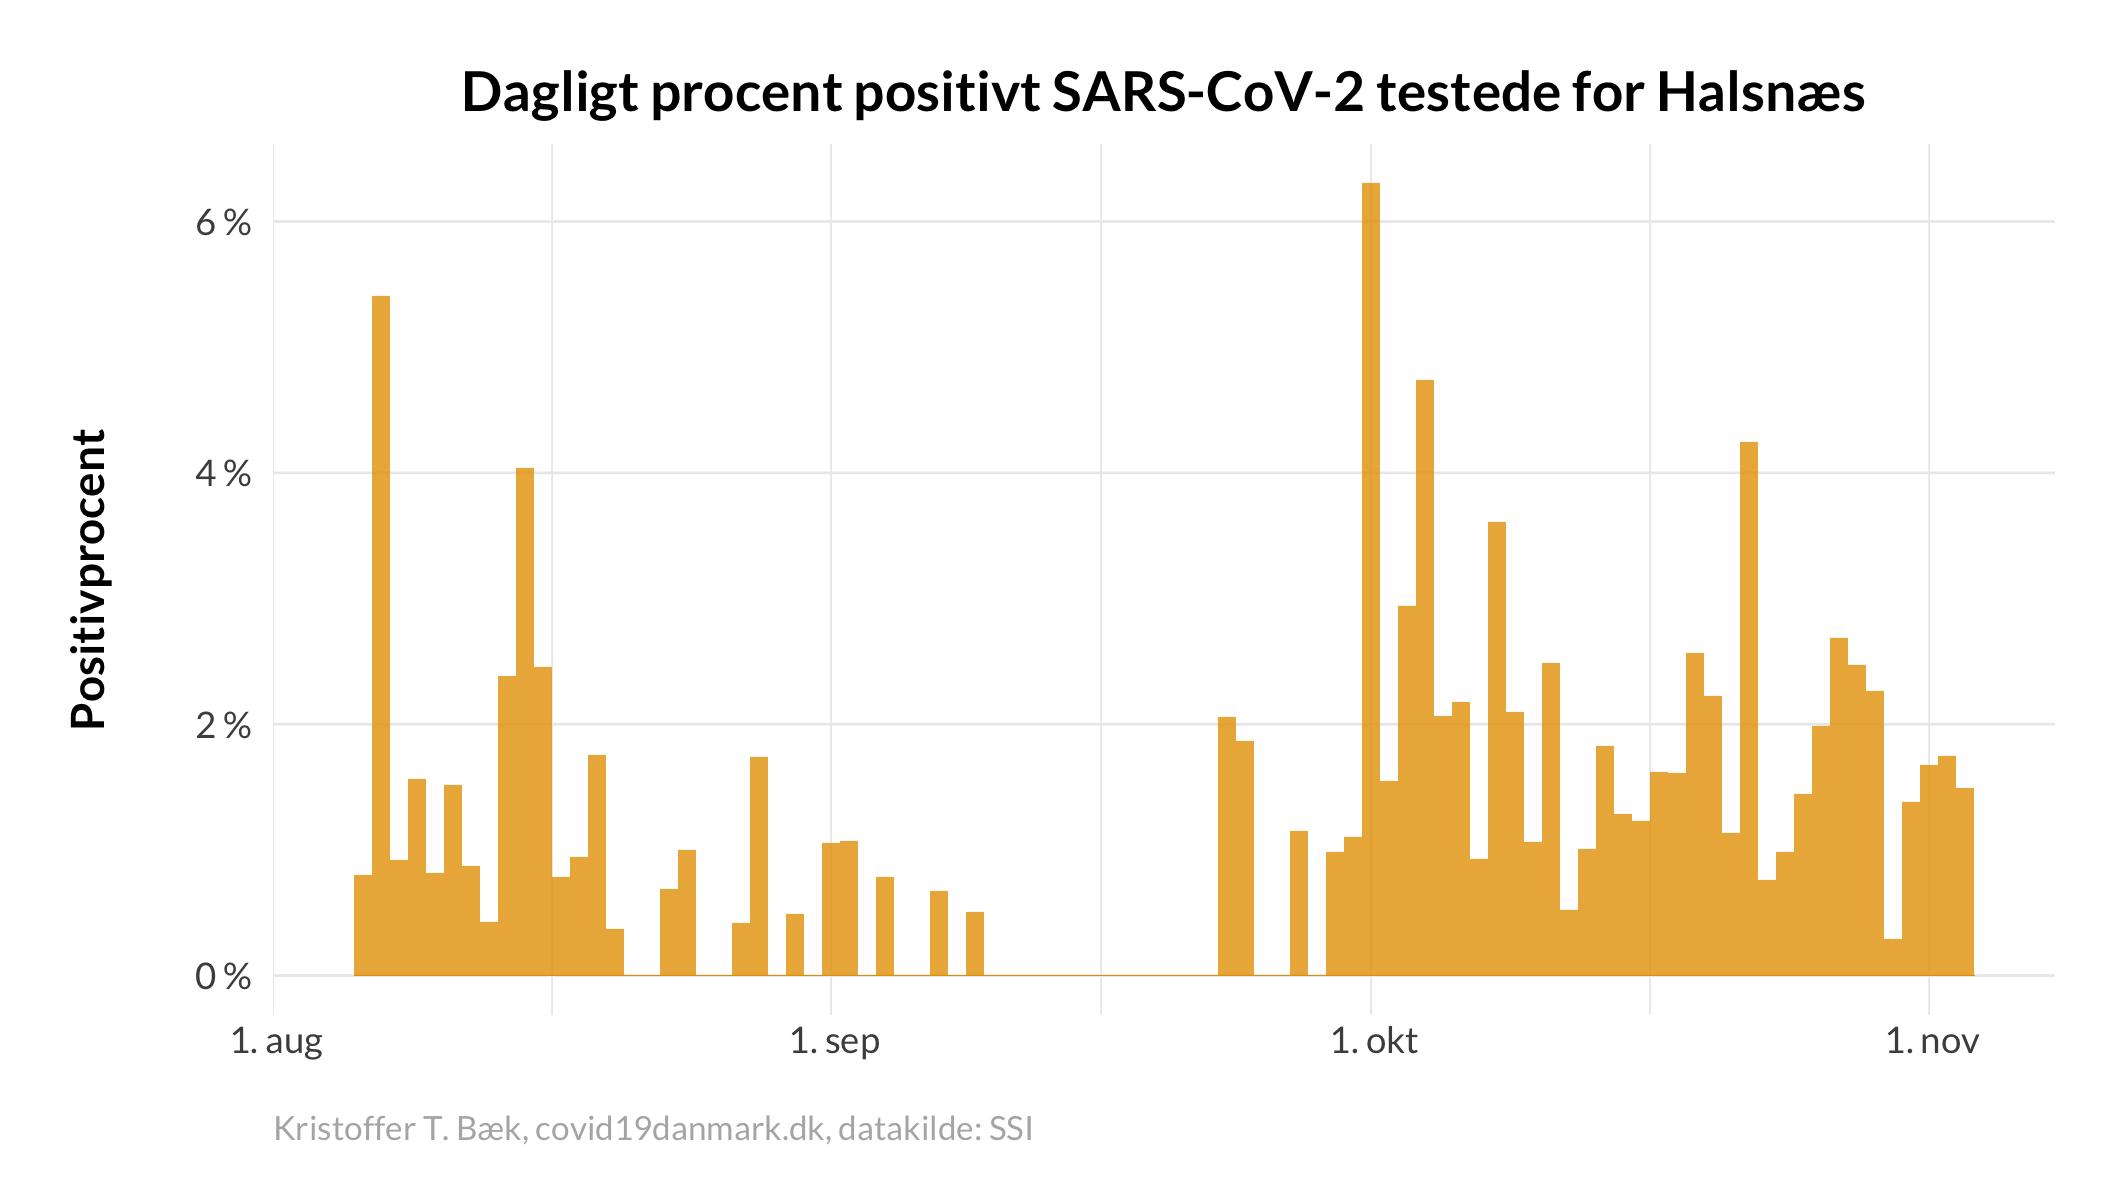 Dagligt procent positivt SARS-CoV-2 testede for Halsnæs
Positivprocent
6 %
4 %
2 %
0 %
1. aug
1. sep
1. okt
1. nov
Kristoffer T. Bæk, covid19danmark.dk, datakilde: SSI